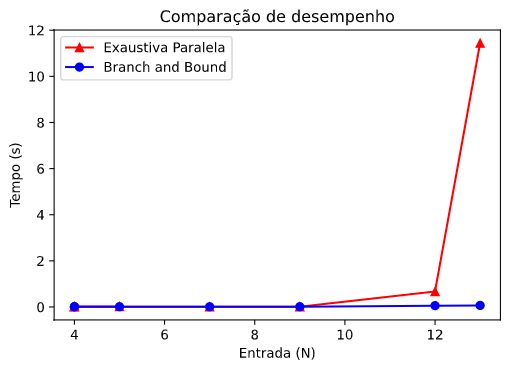 Comparação de desempenho
Exaustiva Paralela
Branch and Bound
Tempo (s)
12
10
8
6
4
2
0
4 6 8 10 12
Entrada (N)